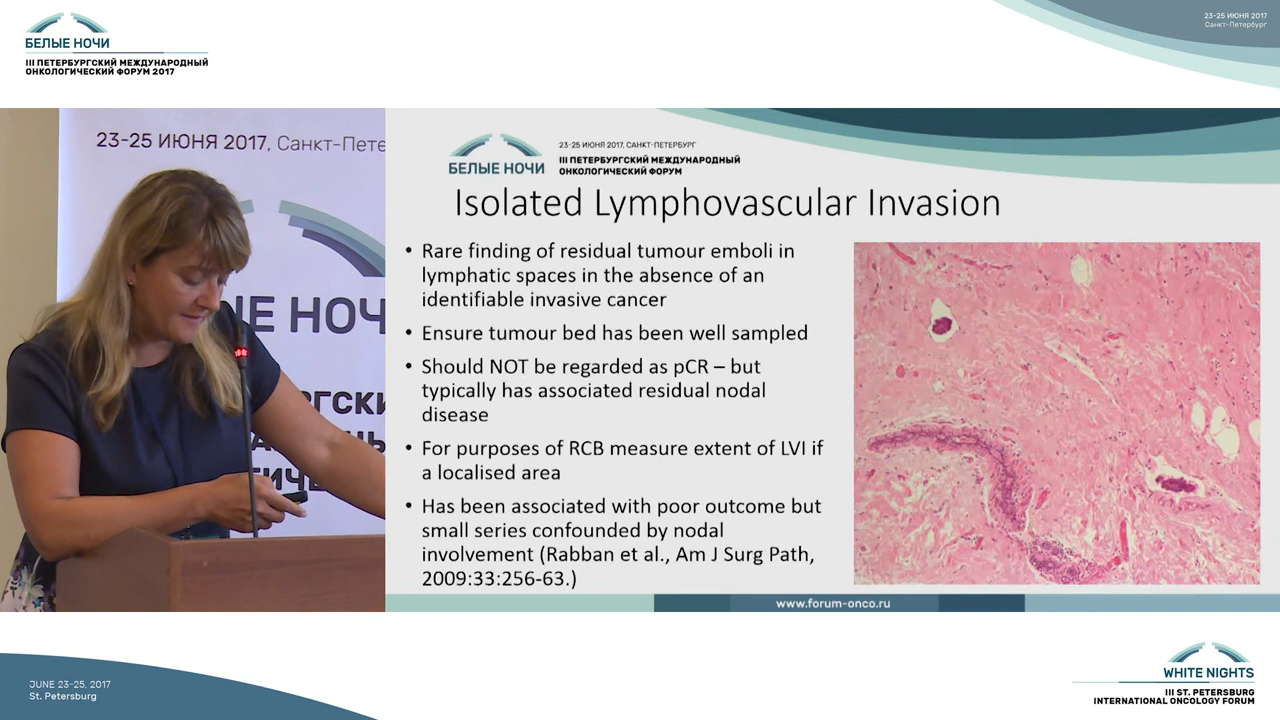 БЕЛЫЕ НОЧИ
III ПЕТЕРБУРГСКИЙ МЕЖДУНАРОДНЫЙ
ОНКОЛОГИЧЕСКИЙ ФОРУМ 2017
23-25 ИЮНЯ 2017
Санкт-Петербург
23-25 ИЮНЯ 2017, Санкт-Пете
ЫЕ НОЧ
РГСКИ
ИЧЕ
23-25 ИЮНЯ 2017, САНКТ-ПЕТЕРБУРГ
БЕЛЫЕ НОЧИ
III ПЕТЕРБУРГСКИЙ МЕЖДУНАРОДНЫЙ
ОНКОЛОГИЧЕСКИЙ ФОРУМ
Isolated Lymphovascular Invasion
• Rare finding of residual tumour emboli in
lymphatic spaces in the absence of an
identifiable invasive cancer
• Ensure tumour bed has been well sampled
• Should NOT be regarded as pCR – but
typically has associated residual nodal
disease
• For purposes of RCB measure extent of LVI if
a localised area
• Has been associated with poor outcome but
small series confounded by nodal
involvement (Rabban et al., Am J Surg Path,
2009:33:256-63.)
www.forum-onco.ru
JUNE 23-25, 2017
St. Petersburg
WHITE NIGHTS
III ST. PETERSBURG
INTERNATIONAL ONCOLOGY FORUM